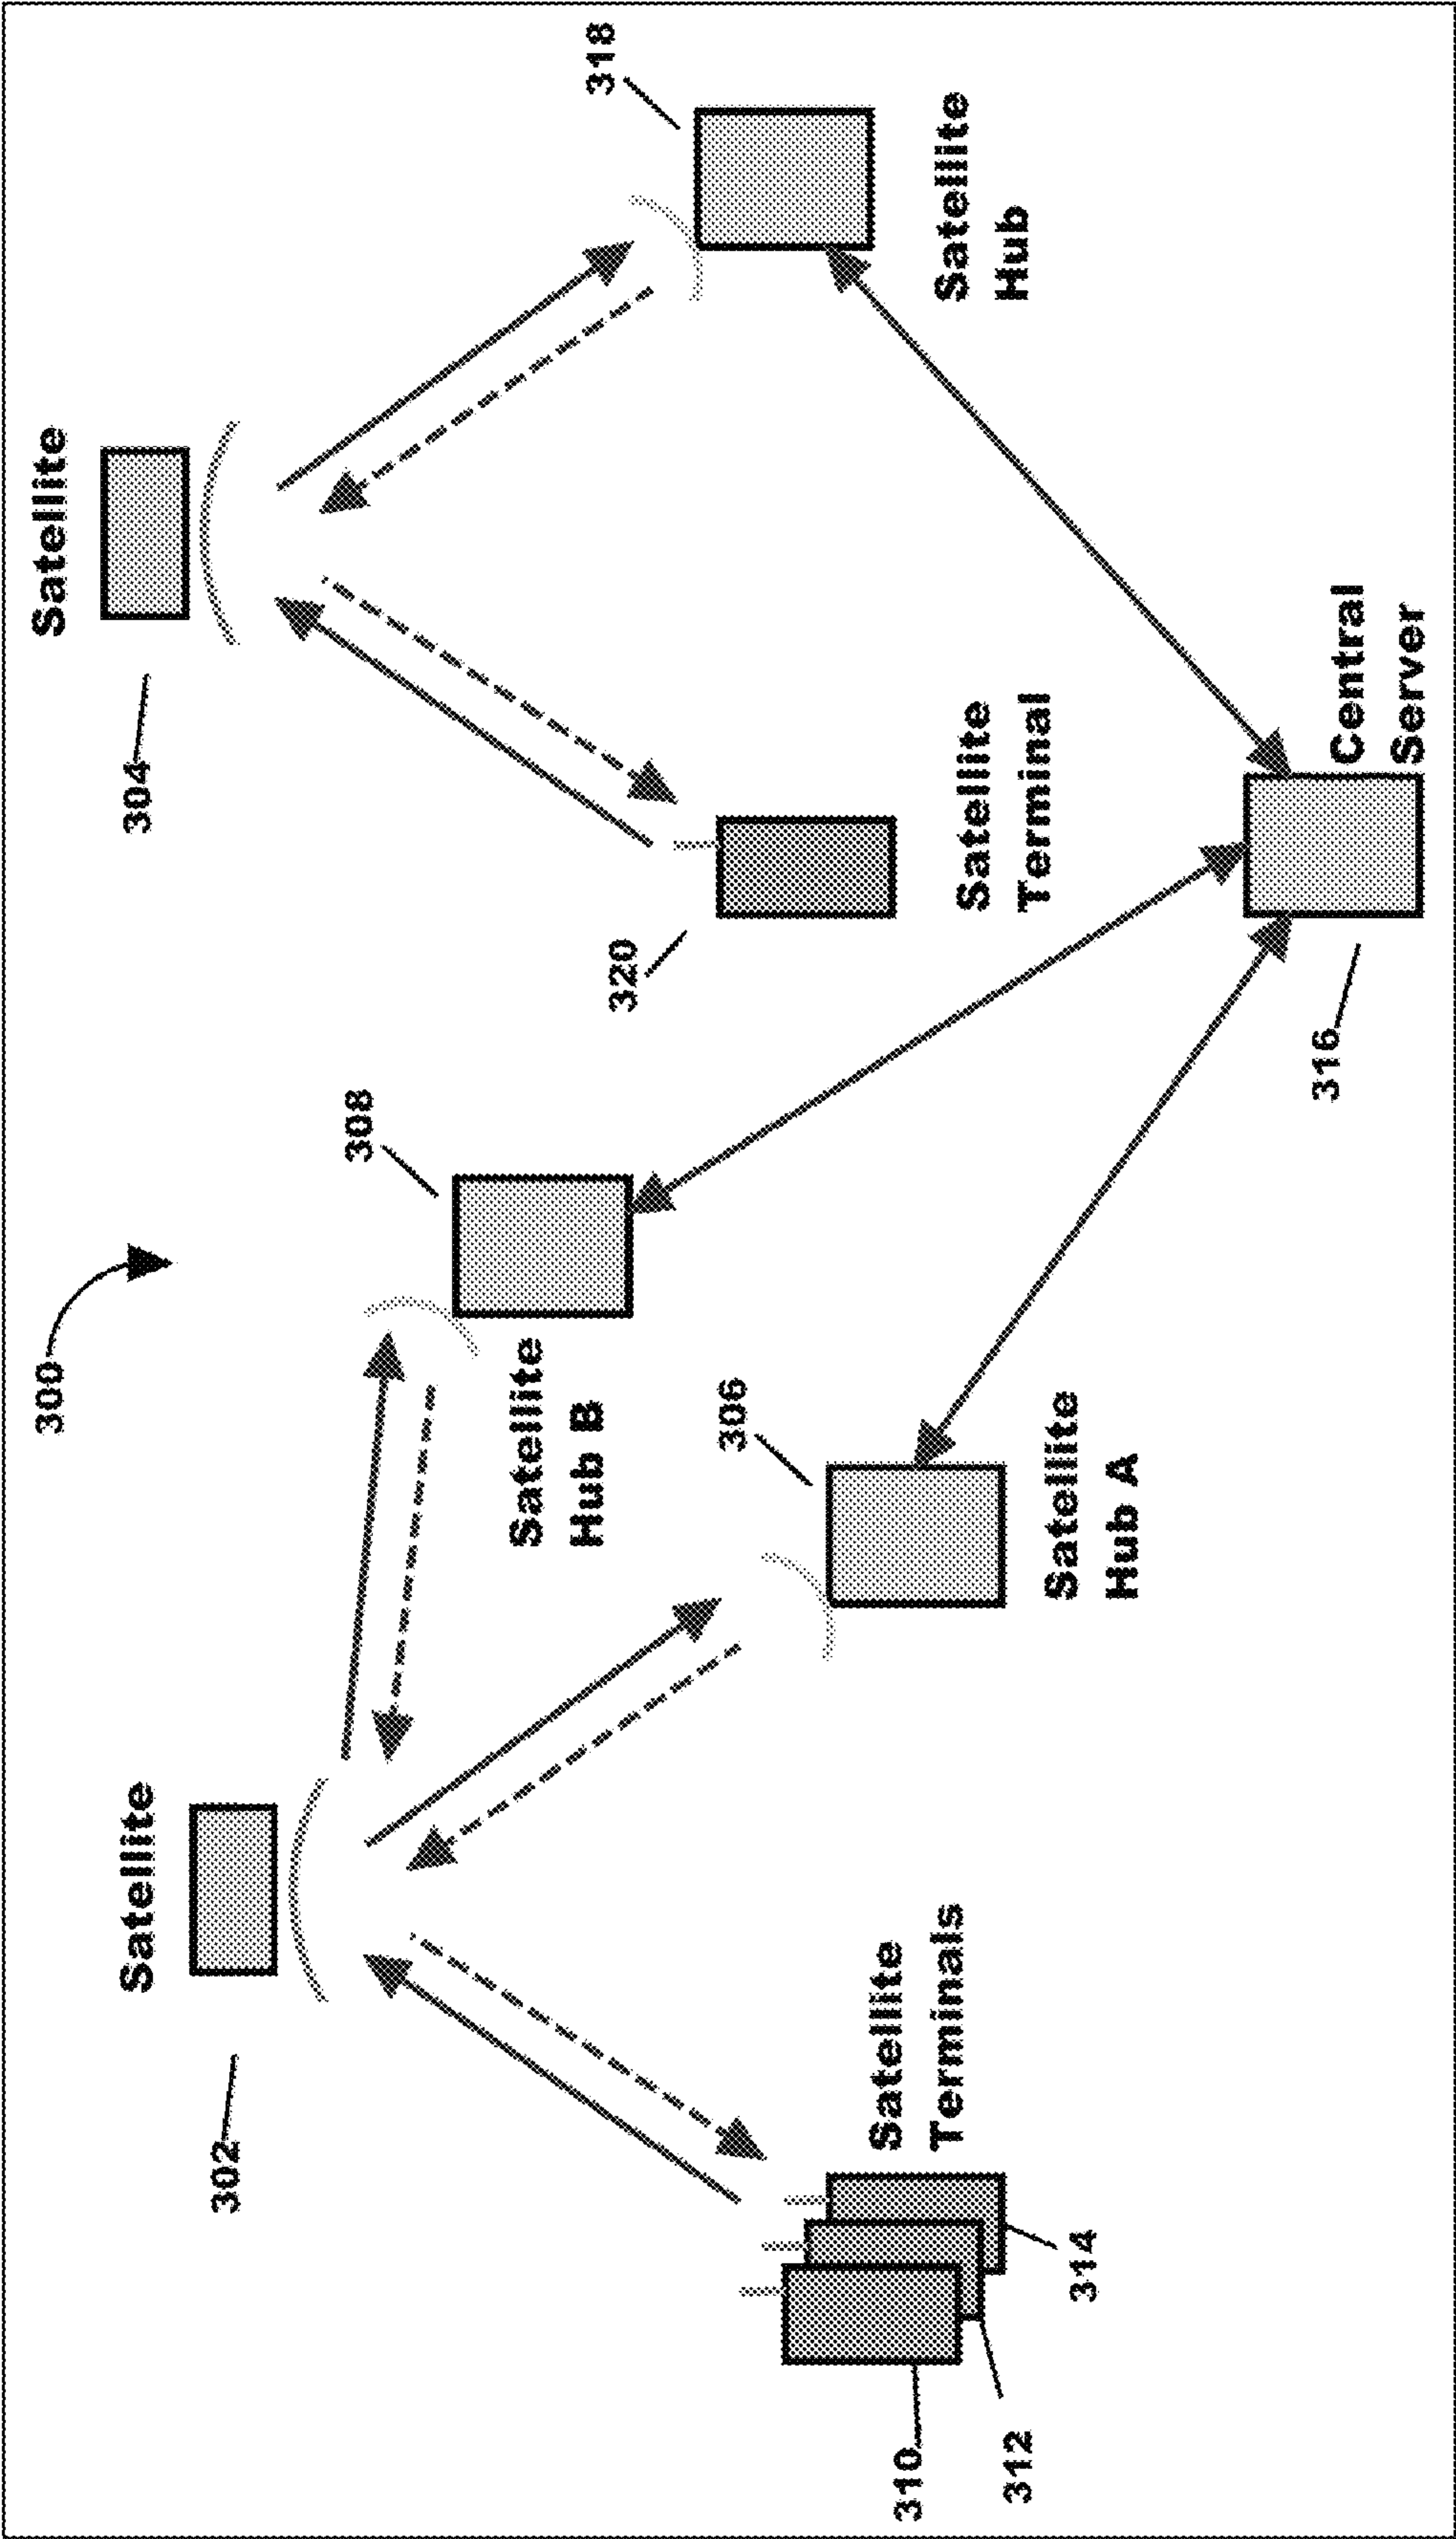 300
Satellite
304
Satellite
302
308
318
Satellite
Hub B
320
306
Satellite
Terminal
Satellite
Hub
Satellite
Terminals
Satellite
Hub A
310
312
314
316
Central
Server